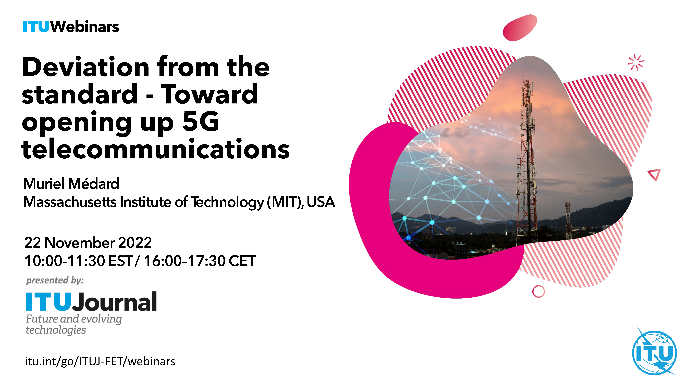 ITUWebinars
Deviation from the
standard - Toward
opening up 5G
telecommunications
Muriel Médard
Massachusetts Institute of Technology (MIT), USA
22 November 2022
10:00-11:30 EST / 16:00-17:30 CET
presented by:
ITUJournal
Future and evolving
technologies
itu.int/go/ITUJ-FET/webinars
ITU